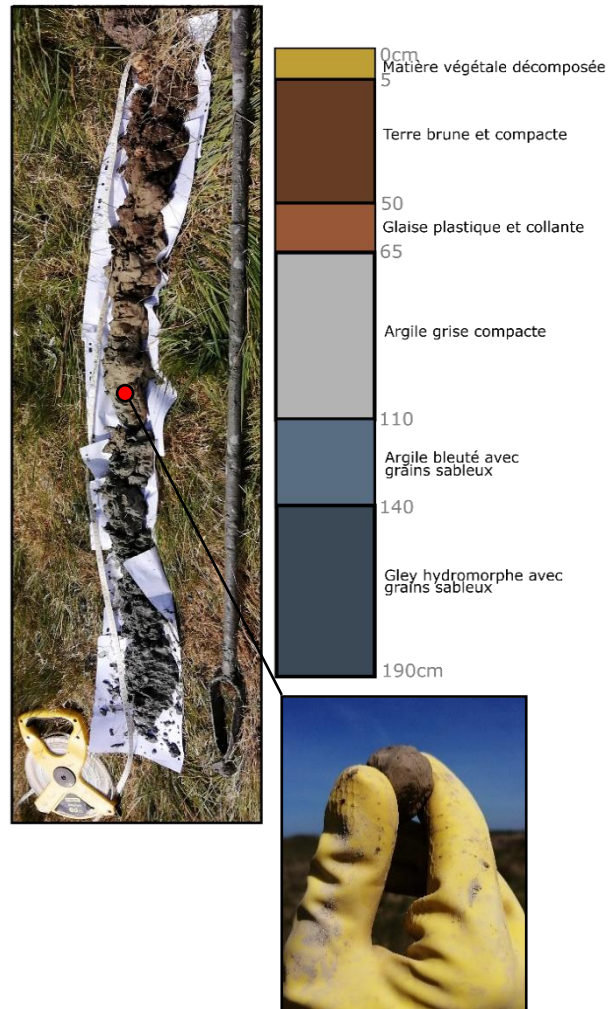 0cm
Matière végétale décomposée
5
Terre brune et compacte
50
Glaise plastique et collante
65
Argile grise compacte
110
Argile bleuté avec
grains sableux
140
Gley hydromorphe avec
grains sableux
190cm